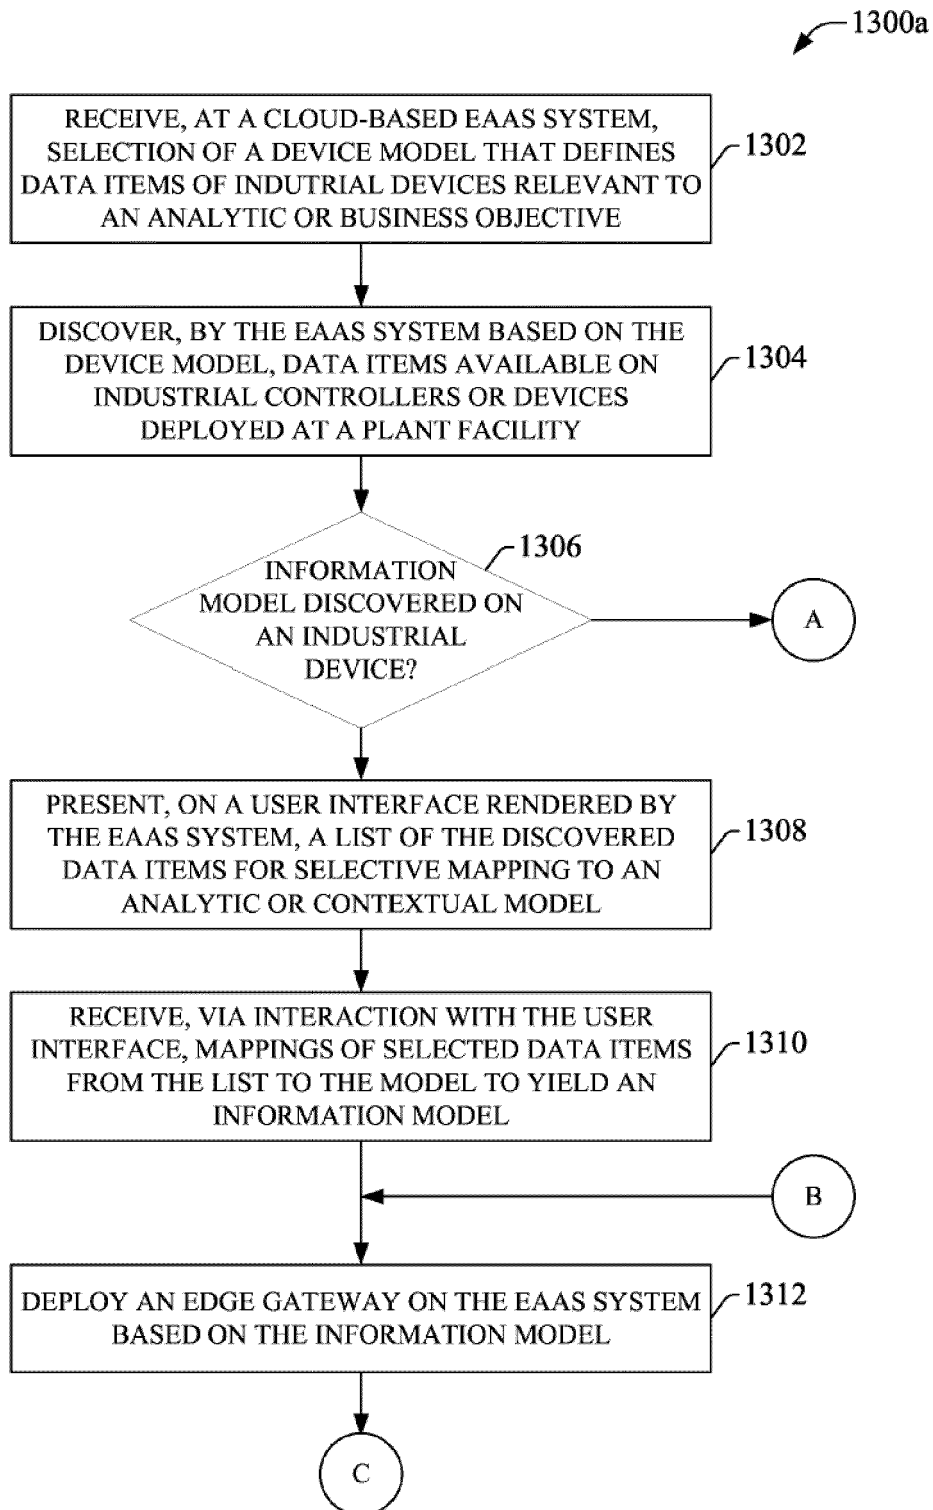 1300a
RECEIVE, AT A CLOUD-BASED EAAS SYSTEM,
SELECTION OF A DEVICE MODEL THAT DEFINES
DATA ITEMS OF INDUTRIAL DEVICES RELEVANT TO
AN ANALYTIC OR BUSINESS OBJECTIVE
1302
DISCOVER, BY THE EAAS SYSTEM BASED ON THE
DEVICE MODEL, DATA ITEMS AVAILABLE ON
INDUSTRIAL CONTROLLERS OR DEVICES
DEPLOYED AT A PLANT FACILITY
1304
1306
INFORMATION
MODEL DISCOVERED ON
AN INDUSTRIAL
DEVICE?
A
PRESENT, ON A USER INTERFACE RENDERED BY
THE EAAS SYSTEM, A LIST OF THE DISCOVERED
DATA ITEMS FOR SELECTIVE MAPPING TO AN
ANALYTIC OR CONTEXTUAL MODEL
1308
RECEIVE, VIA INTERACTION WITH THE USER
INTERFACE, MAPPINGS OF SELECTED DATA ITEMS
FROM THE LIST TO THE MODEL TO YIELD AN
INFORMATION MODEL
1310
B
DEPLOY AN EDGE GATEWAY ON THE EAAS SYSTEM
BASED ON THE INFORMATION MODEL
1312
C